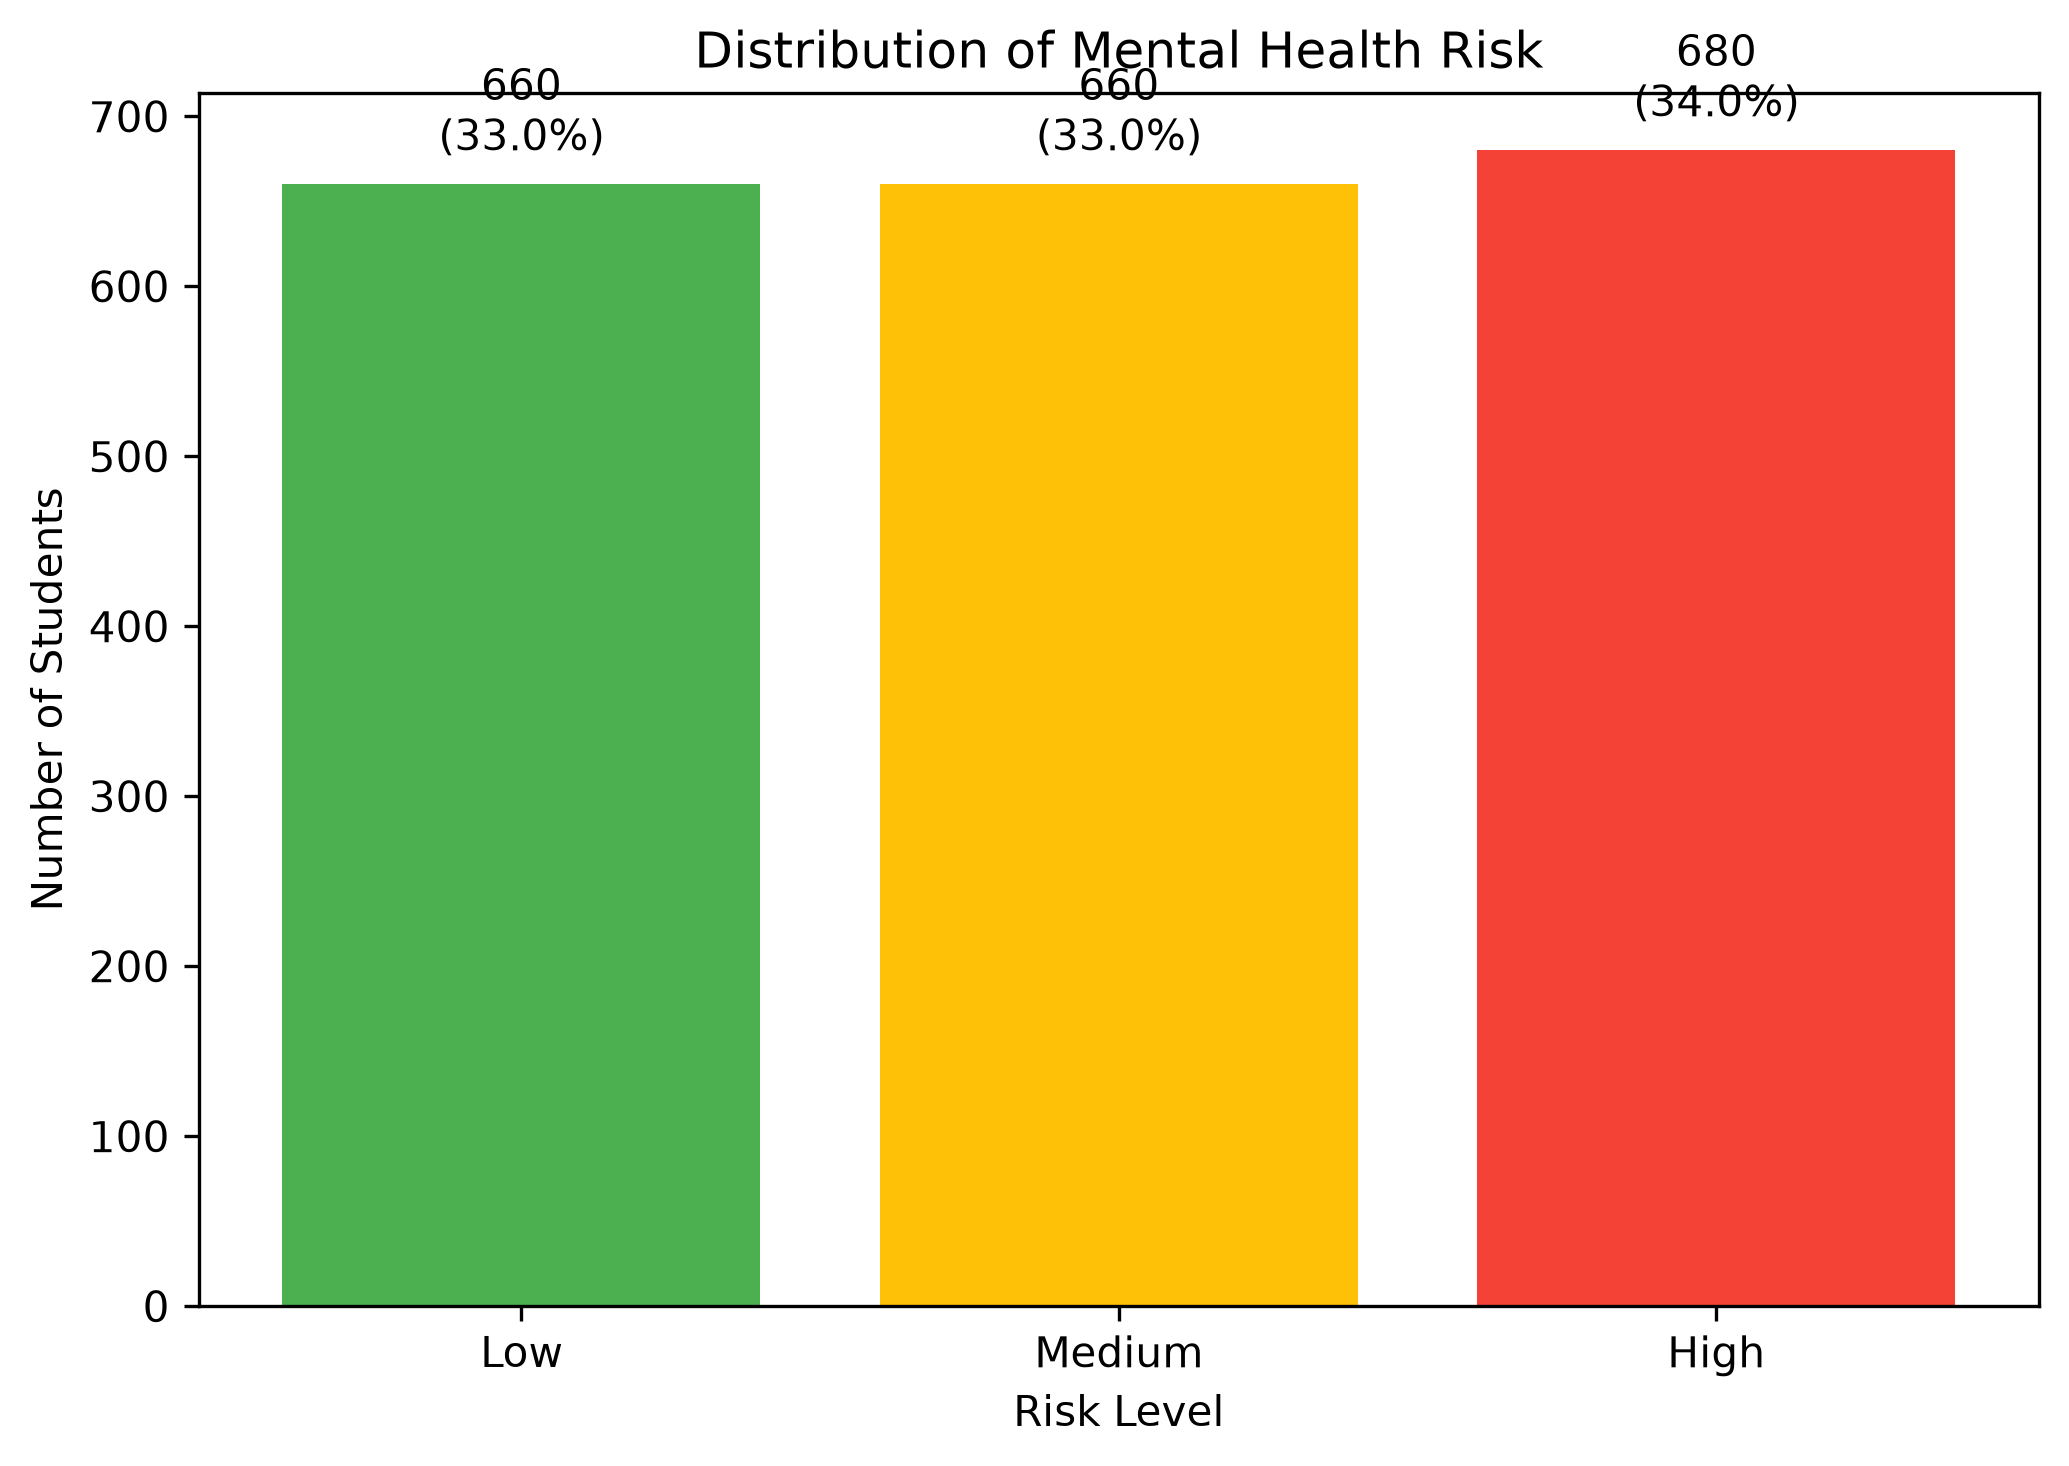 Distribution of Mental Health Risk
660
(33.0%)
660
(33.0%)
680
(34.0%)
700
600
500
400
300
200
100
0
Number of Students
Low
Medium
High
Risk Level